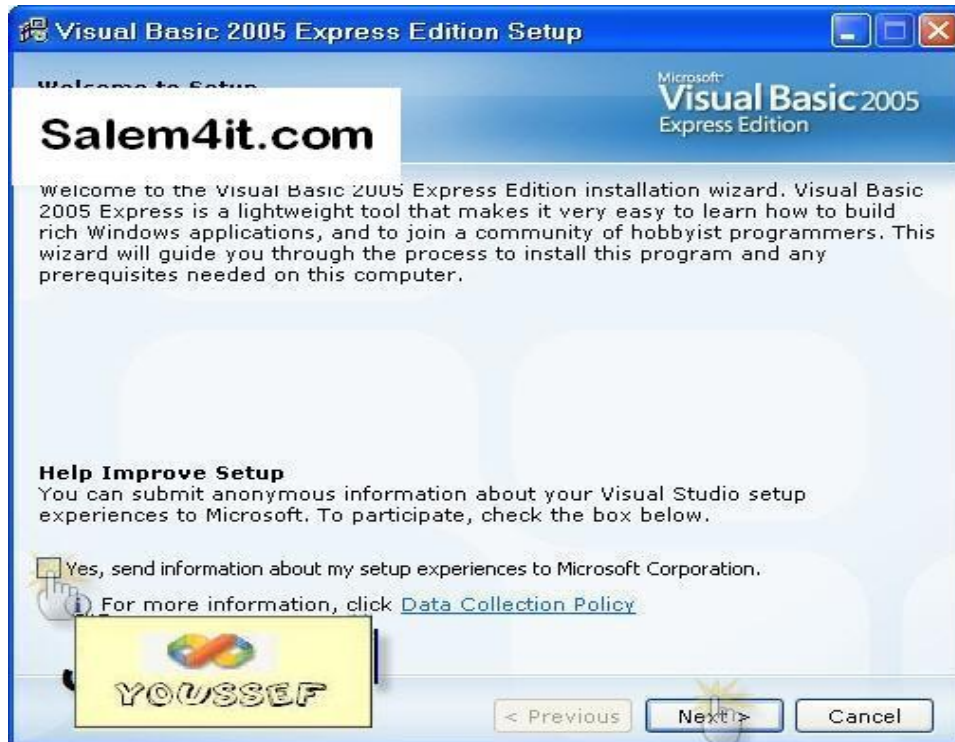 Visual Basic 2005 Express Edition Setup
Welcome to Setup
Microsoft
Visual Basic 2005
Express Edition
Salem4it.com
Welcome to the Visual Basic 2005 Express Edition installation wizard. Visual Basic
2005 Express is a lightweight tool that makes it very easy to learn how to build
rich Windows applications, and to join a community of hobbyist programmers. This
wizard will guide you through the process to install this program and any
prerequisites needed on this computer.
Help Improve Setup
You can submit anonymous information about your Visual Studio setup
experiences to Microsoft. To participate, check the box below.
Yes, send information about my setup experiences to Microsoft Corporation.
For more information, click Data Collection Policy
YOUSSEF
< Previous
Next >
Cancel